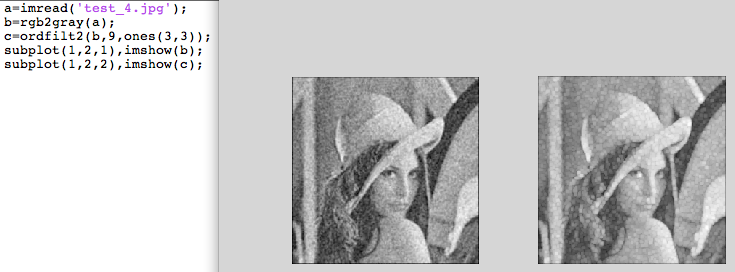 a=imread('test_4.jpg');
b=rgb2gray(a);
c=ordfilt2(b,9,ones(3,3));
subplot(1,2,1),imshow(b);
subplot(1,2,2),imshow(c);